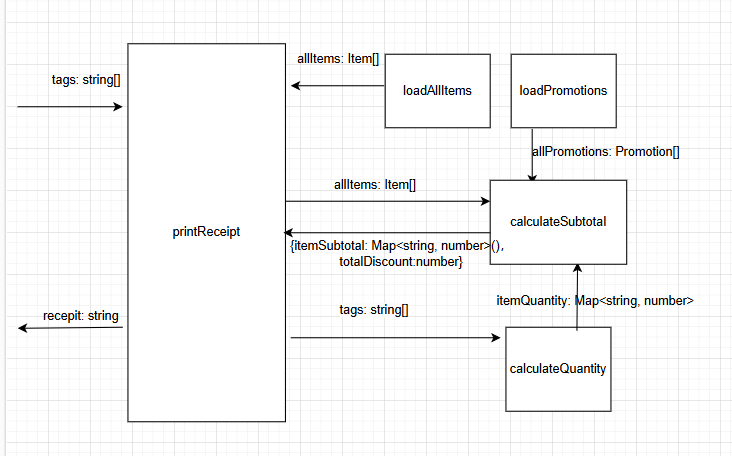 allItems: Item[]
tags: string[]
loadAllItems
loadPromotions
allPromotions: Promotion[]
allItems: Item[]
calculateSubtotal
printReceipt
{itemSubtotal: Map<string, number>(),
totalDiscount:number}
itemQuantity: Map<string, number>
recepit: string
tags: string[]
calculateQuantity